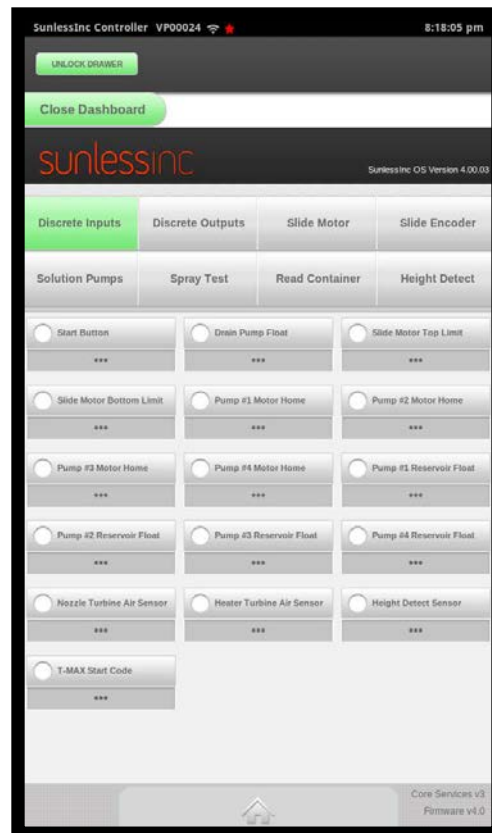 SunlessInc Controller VP00024 8:18:05 pm
UNLOCK DRAWER
Close Dashboard
sunlessinc
SunlessInc OS Version 4.00.03
Discrete Inputs Discrete Outputs Slide Motor Slide Encoder
Solution Pumps Spray Test Read Container Height Detect
Start Button Drain Pump Float Slide Motor Top Limit
*** *** ***
Slide Motor Bottom Limit Pump #1 Motor Home Pump #2 Motor Home
*** *** ***
Pump #3 Motor Home Pump #4 Motor Home Pump #1 Reservoir Float
*** *** ***
Pump #2 Reservoir Float Pump #3 Reservoir Float Pump #4 Reservoir Float
*** *** ***
Nozzle Turbine Air Sensor Heater Turbine Air Sensor Height Detect Sensor
*** *** ***
T-MAX Start Code
***
Core Services v3
Firmware v4.0